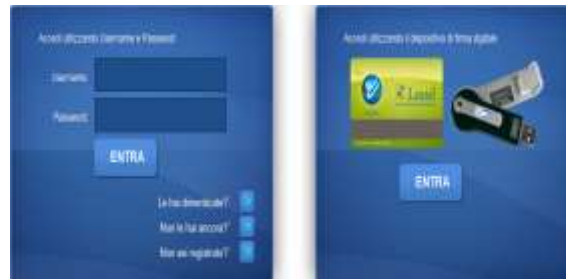 Accedi utilizzando Username e Password
Username
Password
ENTRA
Le hai dimenticate?
Non le hai ancora?
Non sei registrato?
Accedi utilizzando il dispositivo di firma digitale
ENTRA